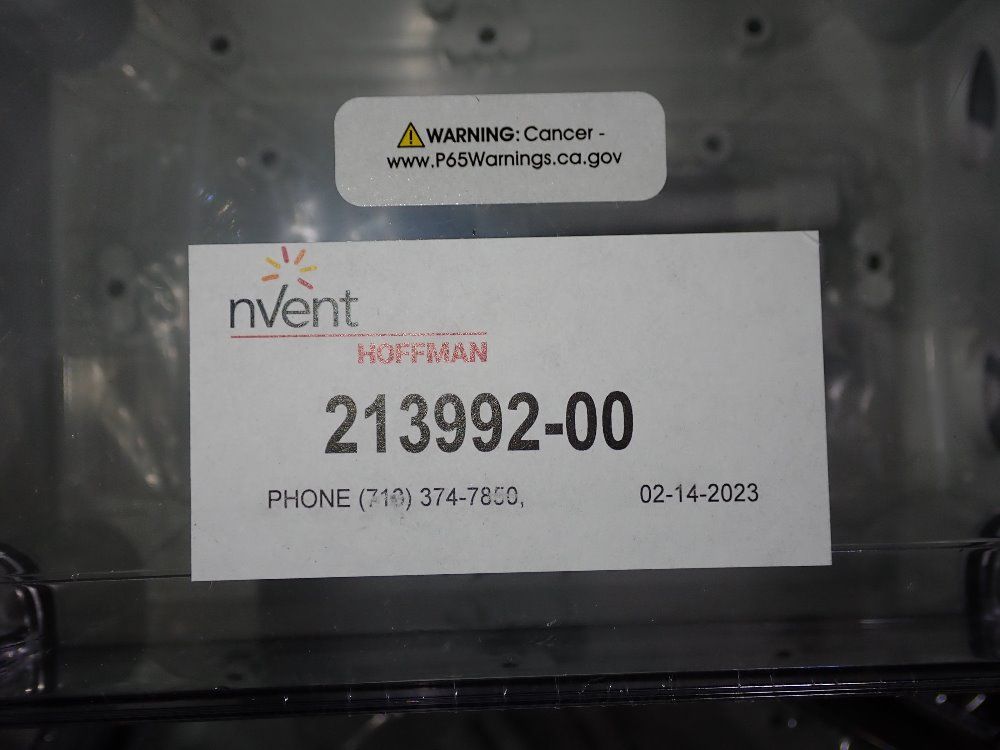 WARNING: Cancer -
www.P65Warnings.ca.gov
nVent
HOFFMAN
213992-00
PHONE 374-7850,
02-14-2023